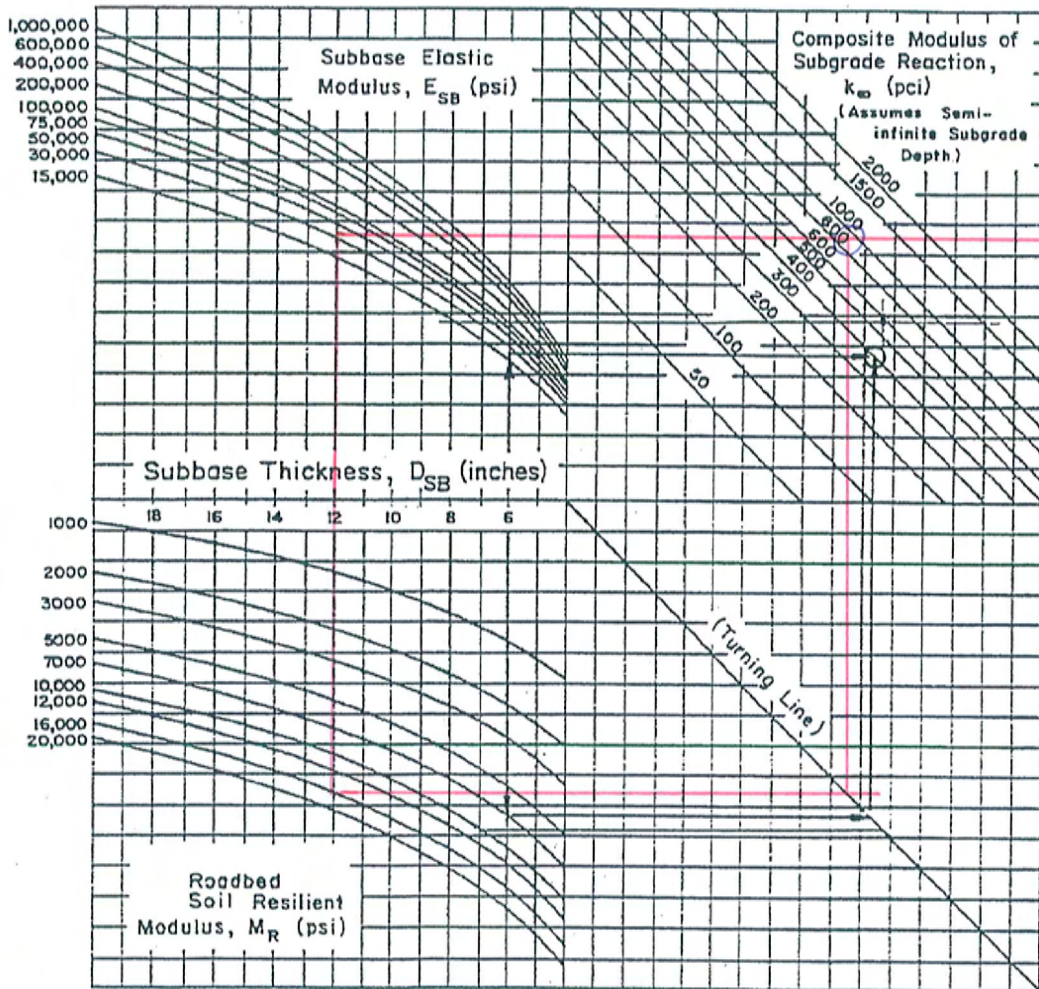 1,000,000
600,000
400,000
200,000
100,000
75,000
50,000
30,000
15,000
Subbase Elastic
Modulus, E_SB (psi)
Composite Modulus of
Subgrade Reaction,
k∞ (pci)
(Assumes Semi-
infinite Subgrade
Depth.)
2000
1500
1000
800
600
500
400
300
200
100
50
Subbase Thickness, D_SB (inches)
18 16 14 12 10 8 6
1000
2000
3000
5000
7000
10,000
12,000
16,000
20,000
(Turning Line)
Roadbed
Soil Resilient
Modulus, M_R (psi)